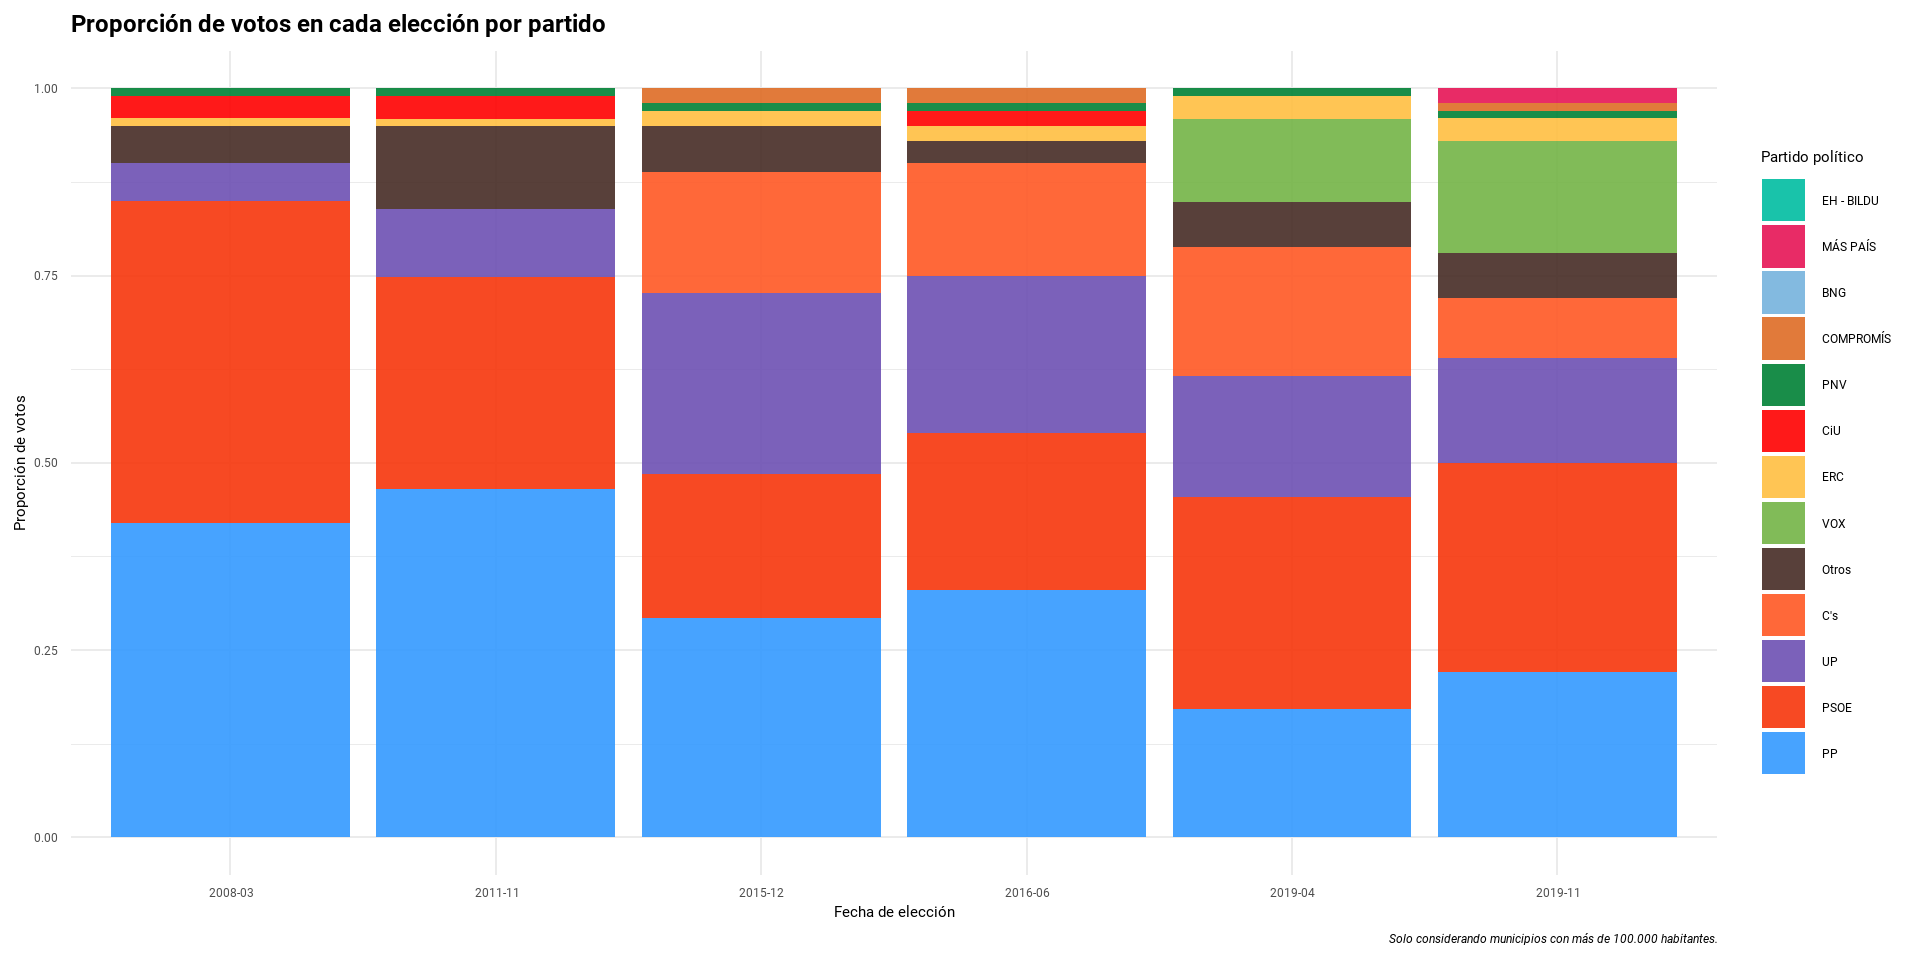 Proporción de votos en cada elección por partido
Proporción de votos
1.00
0.75
0.50
0.25
0.00
2008-03
2011-11
2015-12
2016-06
2019-04
2019-11
Fecha de elección
Partido político
EH - BILDU
MÁS PAÍS
BNG
COMPROMÍS
PNV
CiU
ERC
VOX
Otros
C's
UP
PSOE
PP
Solo considerando municipios con más de 100.000 habitantes.